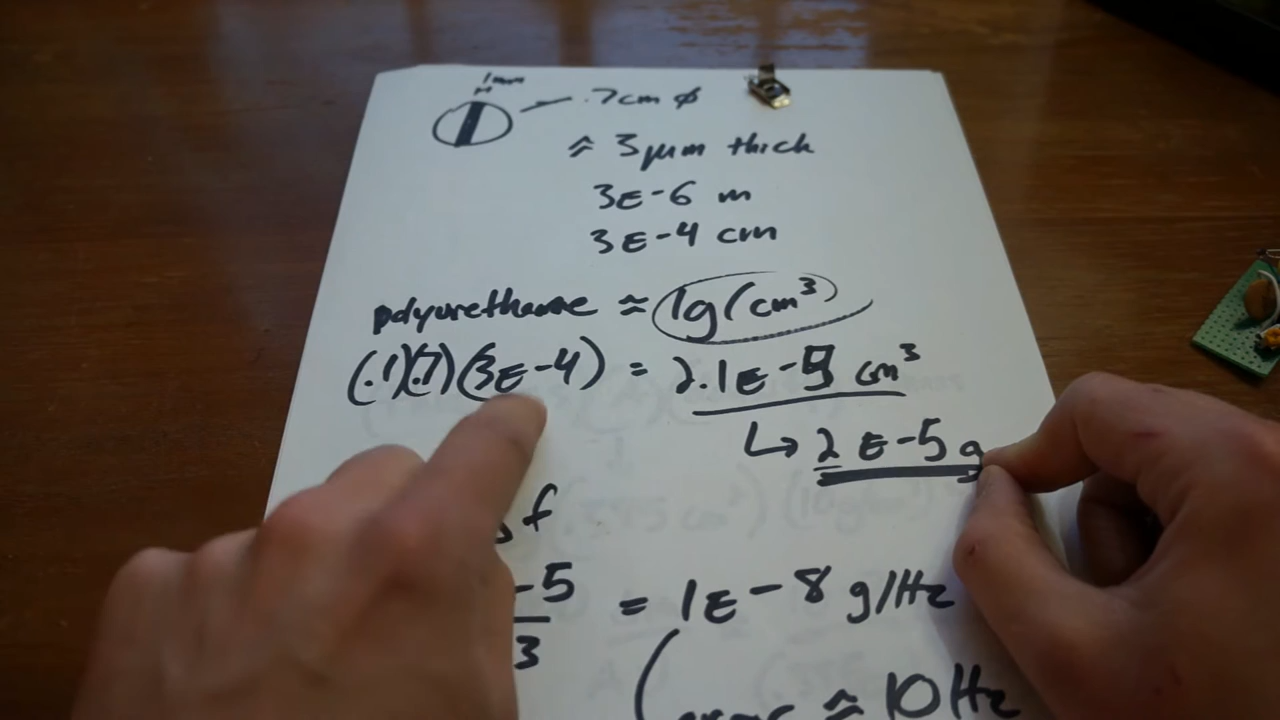 1mm
.7cm ϕ
≈ 3μm thick
3E-6 m
3E-4 cm
polyurethane ≈ 1g/cm³
(.1)(.7)(3E-4) = 2.1E-5 cm³
↳ 2E-5g
f
-5
3
= 1E-8 g/Hz
≈ 10Hz